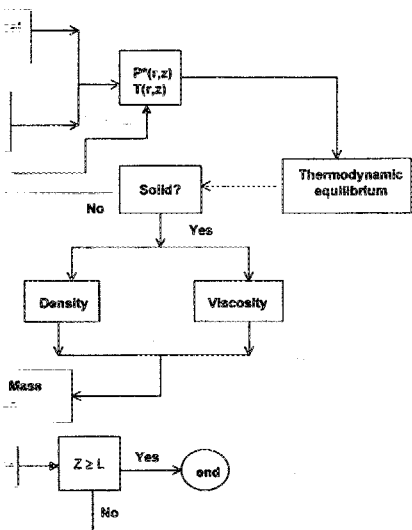 P*(r,z)
T(r,z)
Thermodynamic
equilibrium
Solid?
No
Yes
Density
Viscosity
Mass
Z ≥ L
Yes
end
No